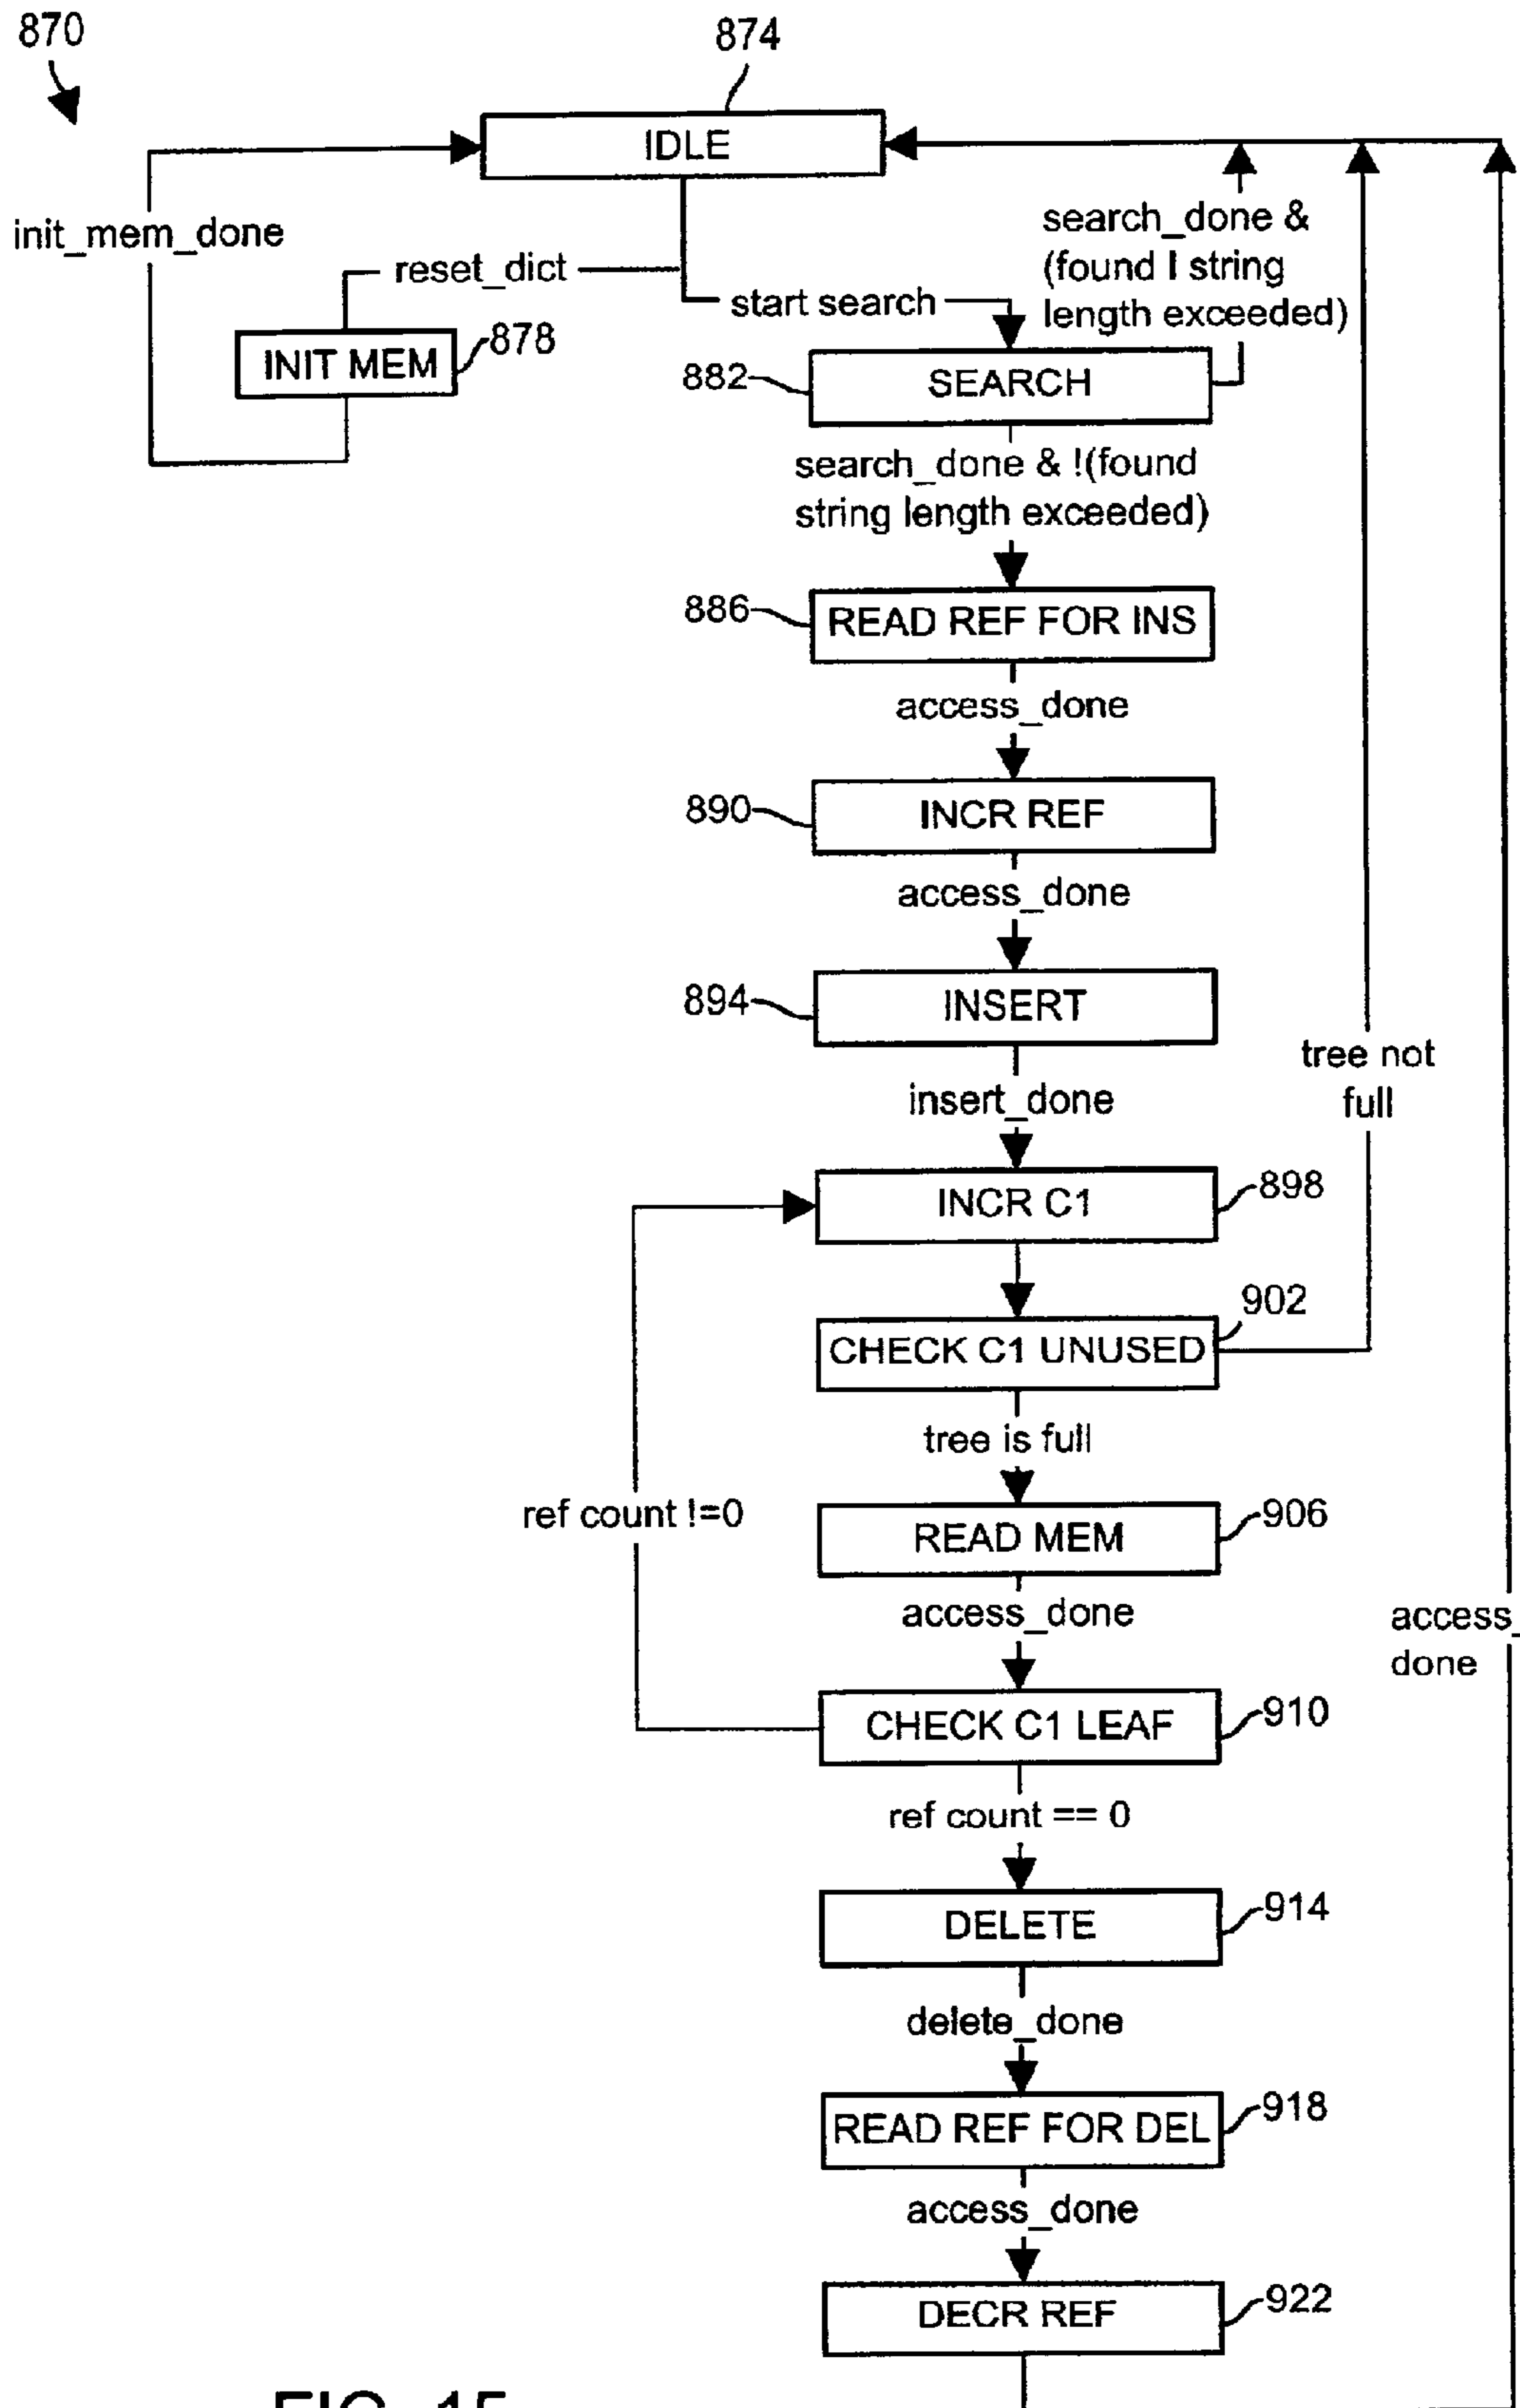 870
874
IDLE
init_mem_done
reset_dict
start search
search_done &
(found I string
length exceeded)
INIT MEM
878
882
SEARCH
search_done & !(found
string length exceeded)
886
READ REF FOR INS
access_done
890
INCR REF
access_done
894
INSERT
tree not
full
insert_done
898
INCR C1
902
CHECK C1 UNUSED
tree is full
ref count !=0
906
READ MEM
access_done
access_
done
910
CHECK C1 LEAF
ref count == 0
914
DELETE
delete_done
918
READ REF FOR DEL
access_done
922
DECR REF
FIG. 15